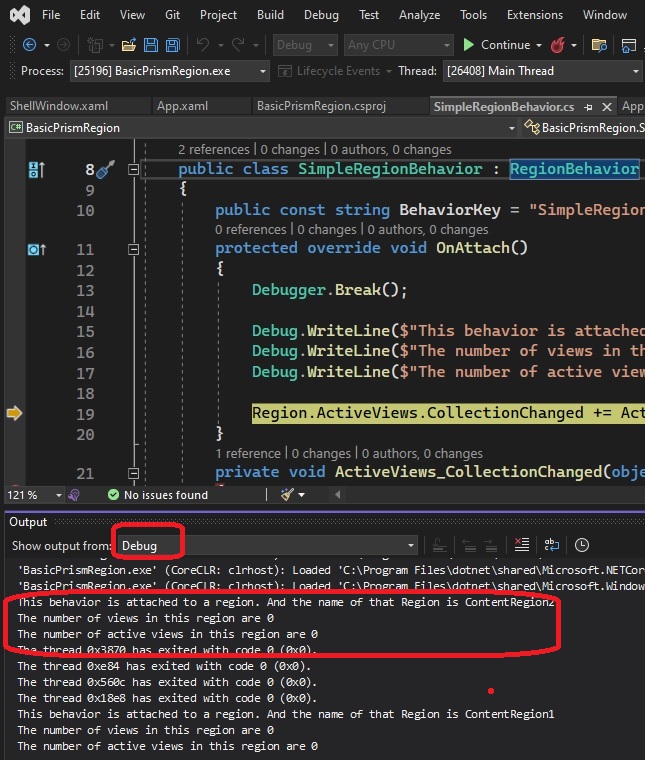 File Edit View Git Project Build Debug Test Analyze Tools Extensions Window
Debug Any CPU Continue
Process: [25196] BasicPrismRegion.exe Lifecycle Events Thread: [26408] Main Thread
ShellWindow.xaml App.xaml BasicPrismRegion.csproj SimpleRegionBehavior.cs App
C# BasicPrismRegion BasicPrismRegion.S
2 references | 0 changes | 0 authors, 0 changes
8 public class SimpleRegionBehavior : RegionBehavior
9 {
10 public const string BehaviorKey = "SimpleRegion
0 references | 0 changes | 0 authors, 0 changes
11 protected override void OnAttach()
12 {
13 Debugger.Break();
14
15 Debug.WriteLine($"This behavior is attached
16 Debug.WriteLine($"The number of views in th
17 Debug.WriteLine($"The number of active view
18
19 Region.ActiveViews.CollectionChanged += Act
20 }
1 reference | 0 changes | 0 authors, 0 changes
21 private void ActiveViews_CollectionChanged(obje
121 % No issues found
Output
Show output from: Debug
'BasicPrismRegion.exe' (CoreCLR: clrhost): Loaded 'C:\Program Files\dotnet\shared\Microsoft.NETCor
'BasicPrismRegion.exe' (CoreCLR: clrhost): Loaded 'C:\Program Files\dotnet\shared\Microsoft.Window
This behavior is attached to a region. And the name of that Region is ContentRegion2
The number of views in this region are 0
The number of active views in this region are 0
The thread 0x3870 has exited with code 0 (0x0).
The thread 0xe84 has exited with code 0 (0x0).
The thread 0x560c has exited with code 0 (0x0).
The thread 0x18e8 has exited with code 0 (0x0).
This behavior is attached to a region. And the name of that Region is ContentRegion1
The number of views in this region are 0
The number of active views in this region are 0